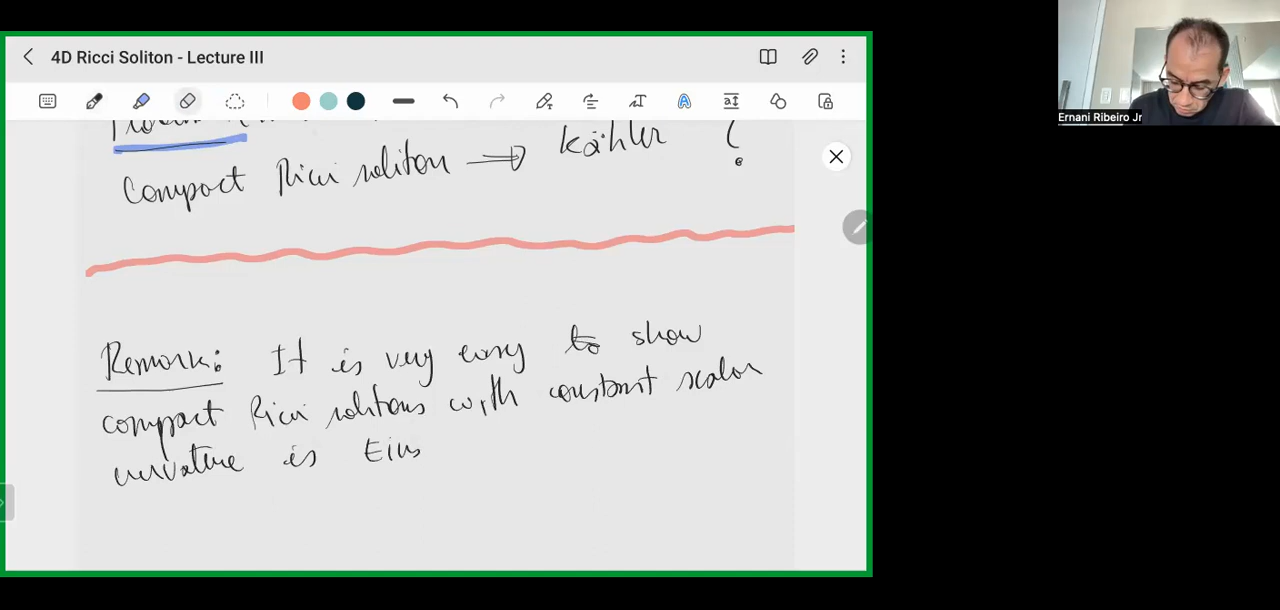 4D Ricci Soliton - Lecture III
Ernani Ribeiro Jr
Compact Ricci soliton ⟹ Kähler ?
Remark: It is very easy to show
compact Ricci solitons with constant scalar
curvature is Eins